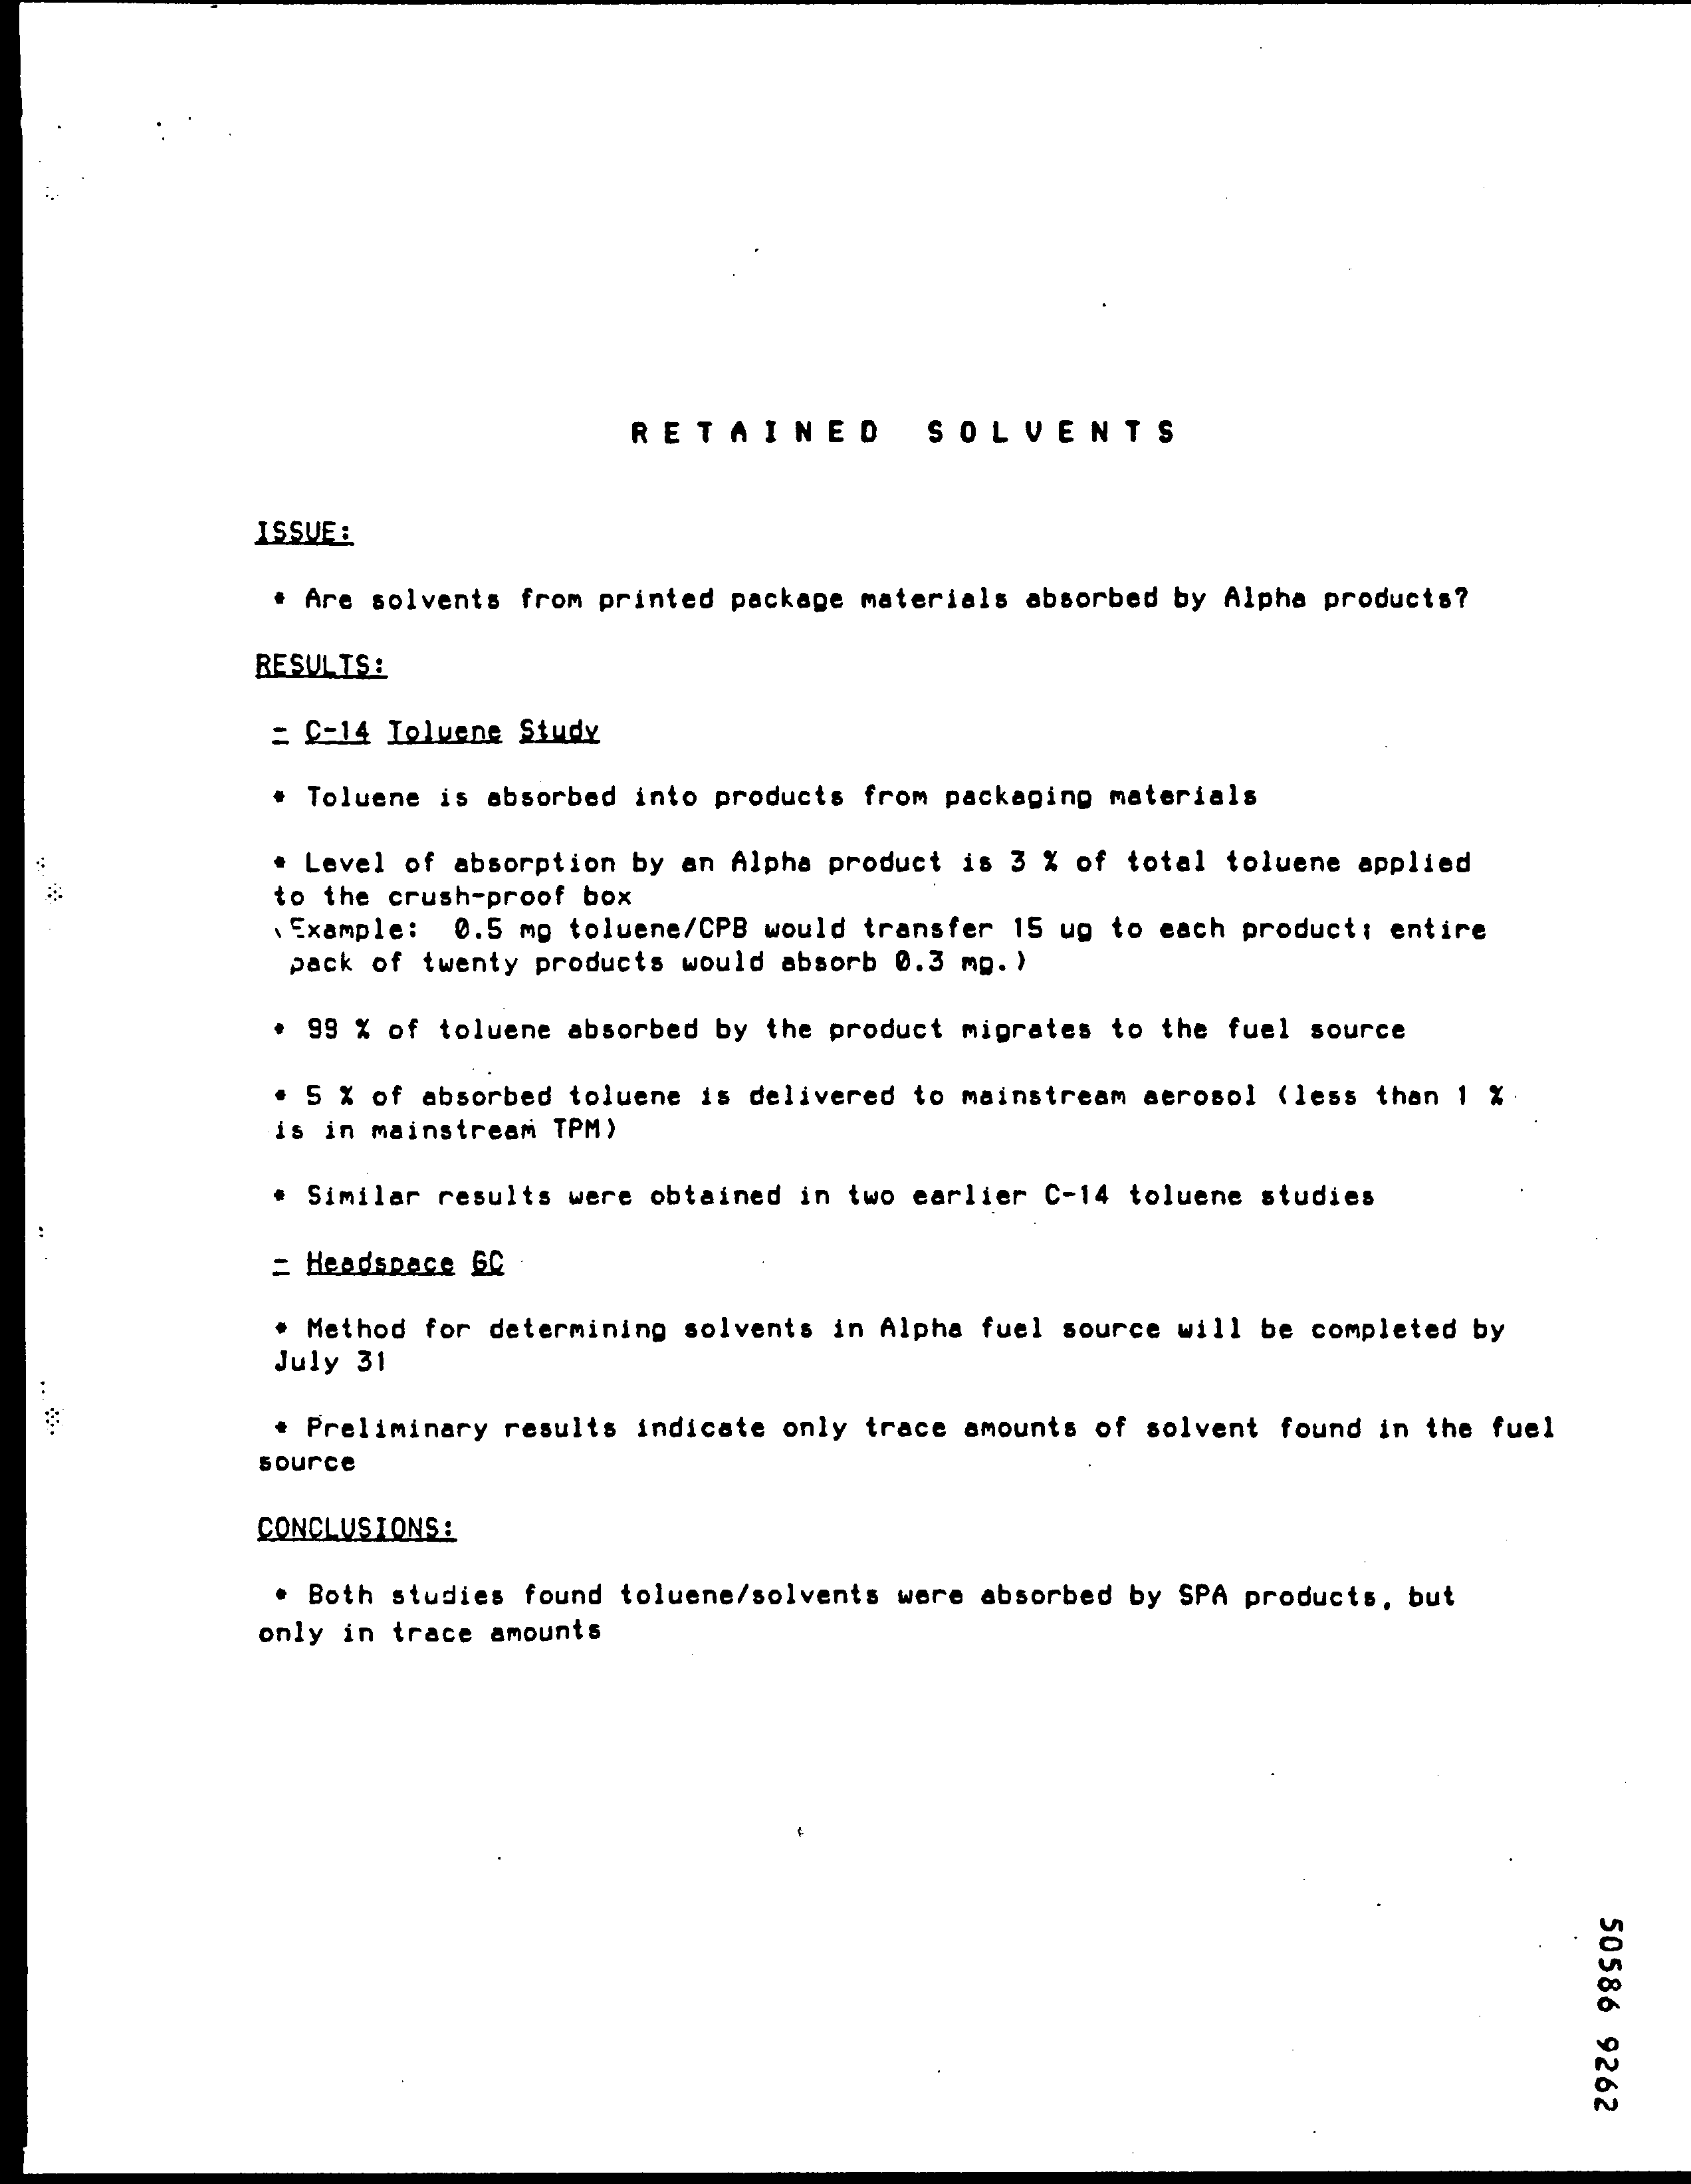 RETAINED SOLVENTS
ISSUE:
* Are solvents from printed package materials absorbed by Alpha products?
RESULTS:
- C-14 Toluene Study
* Toluene is absorbed into products from packaging materials
* Level of absorption by an Alpha product is 3 % of total toluene applied
to the crush-proof box
(Example: 0.5 mg toluene/CPB would transfer 15 ug to each product; entire
pack of twenty products would absorb 0.3 mg.)
* 99 % of toluene absorbed by the product migrates to the fuel source
* 5 % of absorbed toluene is delivered to mainstream aerosol (less than 1 %
is in mainstream TPM)
* Similar results were obtained in two earlier C-14 toluene studies
- Headspace GC
* Method for determining solvents in Alpha fuel source will be completed by
July 31
* Preliminary results indicate only trace amounts of solvent found in the fuel
source
CONCLUSIONS:
* Both studies found toluene/solvents were absorbed by SPA products, but
only in trace amounts
50586 9262